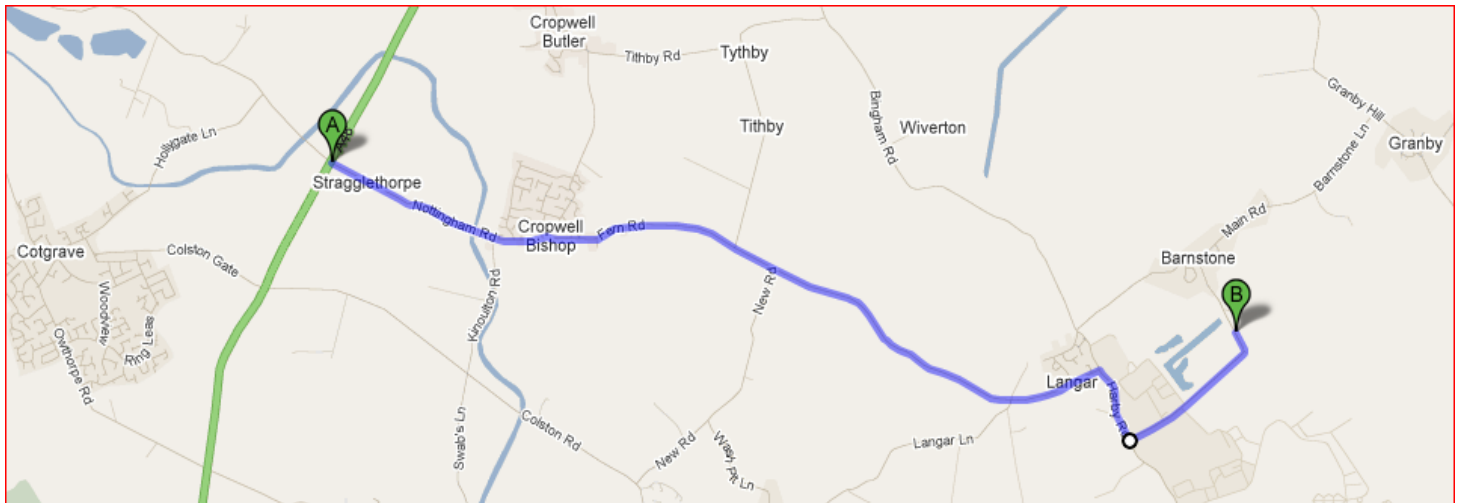 Cropwell
Butler
Tithby Rd
Tythby
Hollygate Ln
A
Stragglethorpe
Tithby
Bingham Rd
Wiverton
Granby Hill
Granby
Barnstone Ln
Nottingham Rd
Cropwell
Bishop
Fern Rd
Main Rd
Barnstone
Cotgrave
Colston Gate
Woodview
Ring Leas
Owthorpe Rd
Kinoulton Rd
New Rd
B
Langar
Harby Rd
Swab's Ln
Colston Rd
New Rd
Wash Pit Ln
Langar Ln